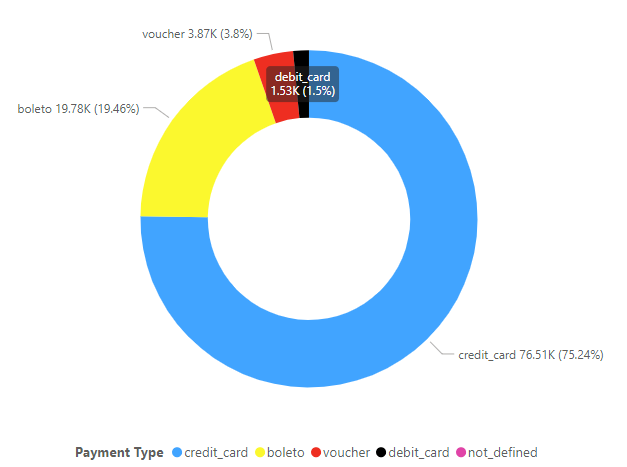 voucher 3.87K (3.8%)
debit_card
1.53K (1.5%)
boleto 19.78K (19.46%)
credit_card 76.51K (75.24%)
Payment Type credit_card boleto voucher debit_card not_defined